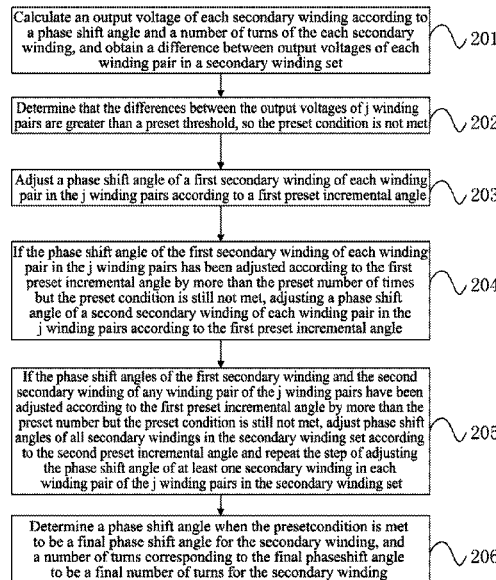 Calculate an output voltage of each secondary winding according to
a phase shift angle and a number of turns of the each secondary
winding, and obtain a difference between output voltages of each
winding pair in a secondary winding set
201
Determine that the differences between the output voltages of j winding
pairs are greater than a preset threshold, so the preset condition is not met
202
Adjust a phase shift angle of a first secondary winding of each winding
pair in the j winding pairs according to a first preset incremental angle
203
If the phase shift angle of the first secondary winding of each winding
pair in the j winding pairs has been adjusted according to the first
preset incremental angle by more than the preset number of times
but the preset condition is still not met, adjusting a phase shift
angle of a second secondary winding of each winding pair in the
j winding pairs according to the first preset incremental angle
204
If the phase shift angles of the first secondary winding and the second
secondary winding of any winding pair of the j winding pairs have been
adjusted according to the first preset incremental angle by more than the
preset number but the preset condition is still not met, adjust phase shift
angles of all secondary windings in the secondary winding set according
to the second preset incremental angle and repeat the step of adjusting
the phase shift angle of at least one secondary winding in each
winding pair of the j winding pairs in the secondary winding set
205
Determine a phase shift angle when the presetcondition is met
to be a final phase shift angle for the secondary winding, and
a number of turns corresponding to the final phaseshift angle
to be a final number of turns for the secondary winding
206